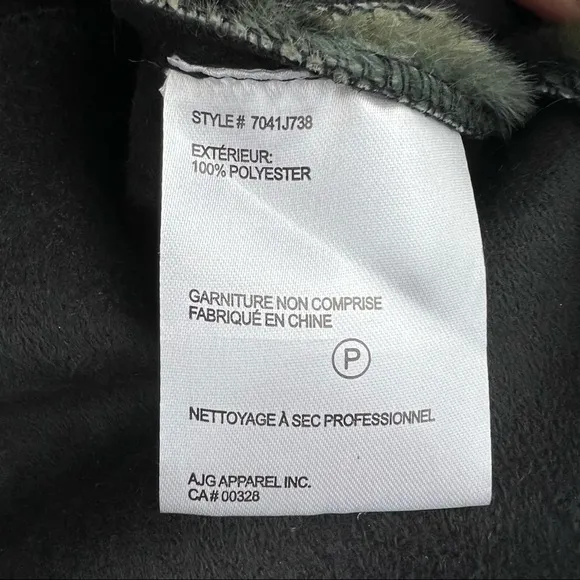 STYLE# 7041J738
EXTÉRIEUR:
100% POLYESTER
GARNITURE NON COMPRISE
FABRIQUÉ EN CHINE
P
NETTOYAGE À SEC PROFESSIONNEL
AJG APPAREL INC.
CA# 00328